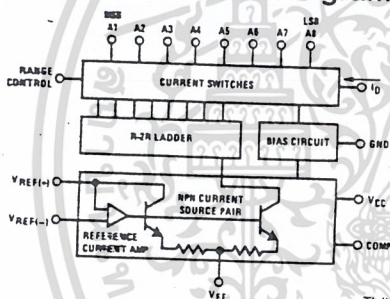 MSB LSB
A1 A2 A3 A4 A5 A6 A7 A8
RANGE
CONTROL
CURRENT SWITCHES
IO
R-2R LADDER
BIAS CIRCUIT
GND
VREF(+)
VREF(-)
NPN CURRENT
SOURCE PAIR
REFERENCE
CURRENT AMP
VCC
COMP
VEE